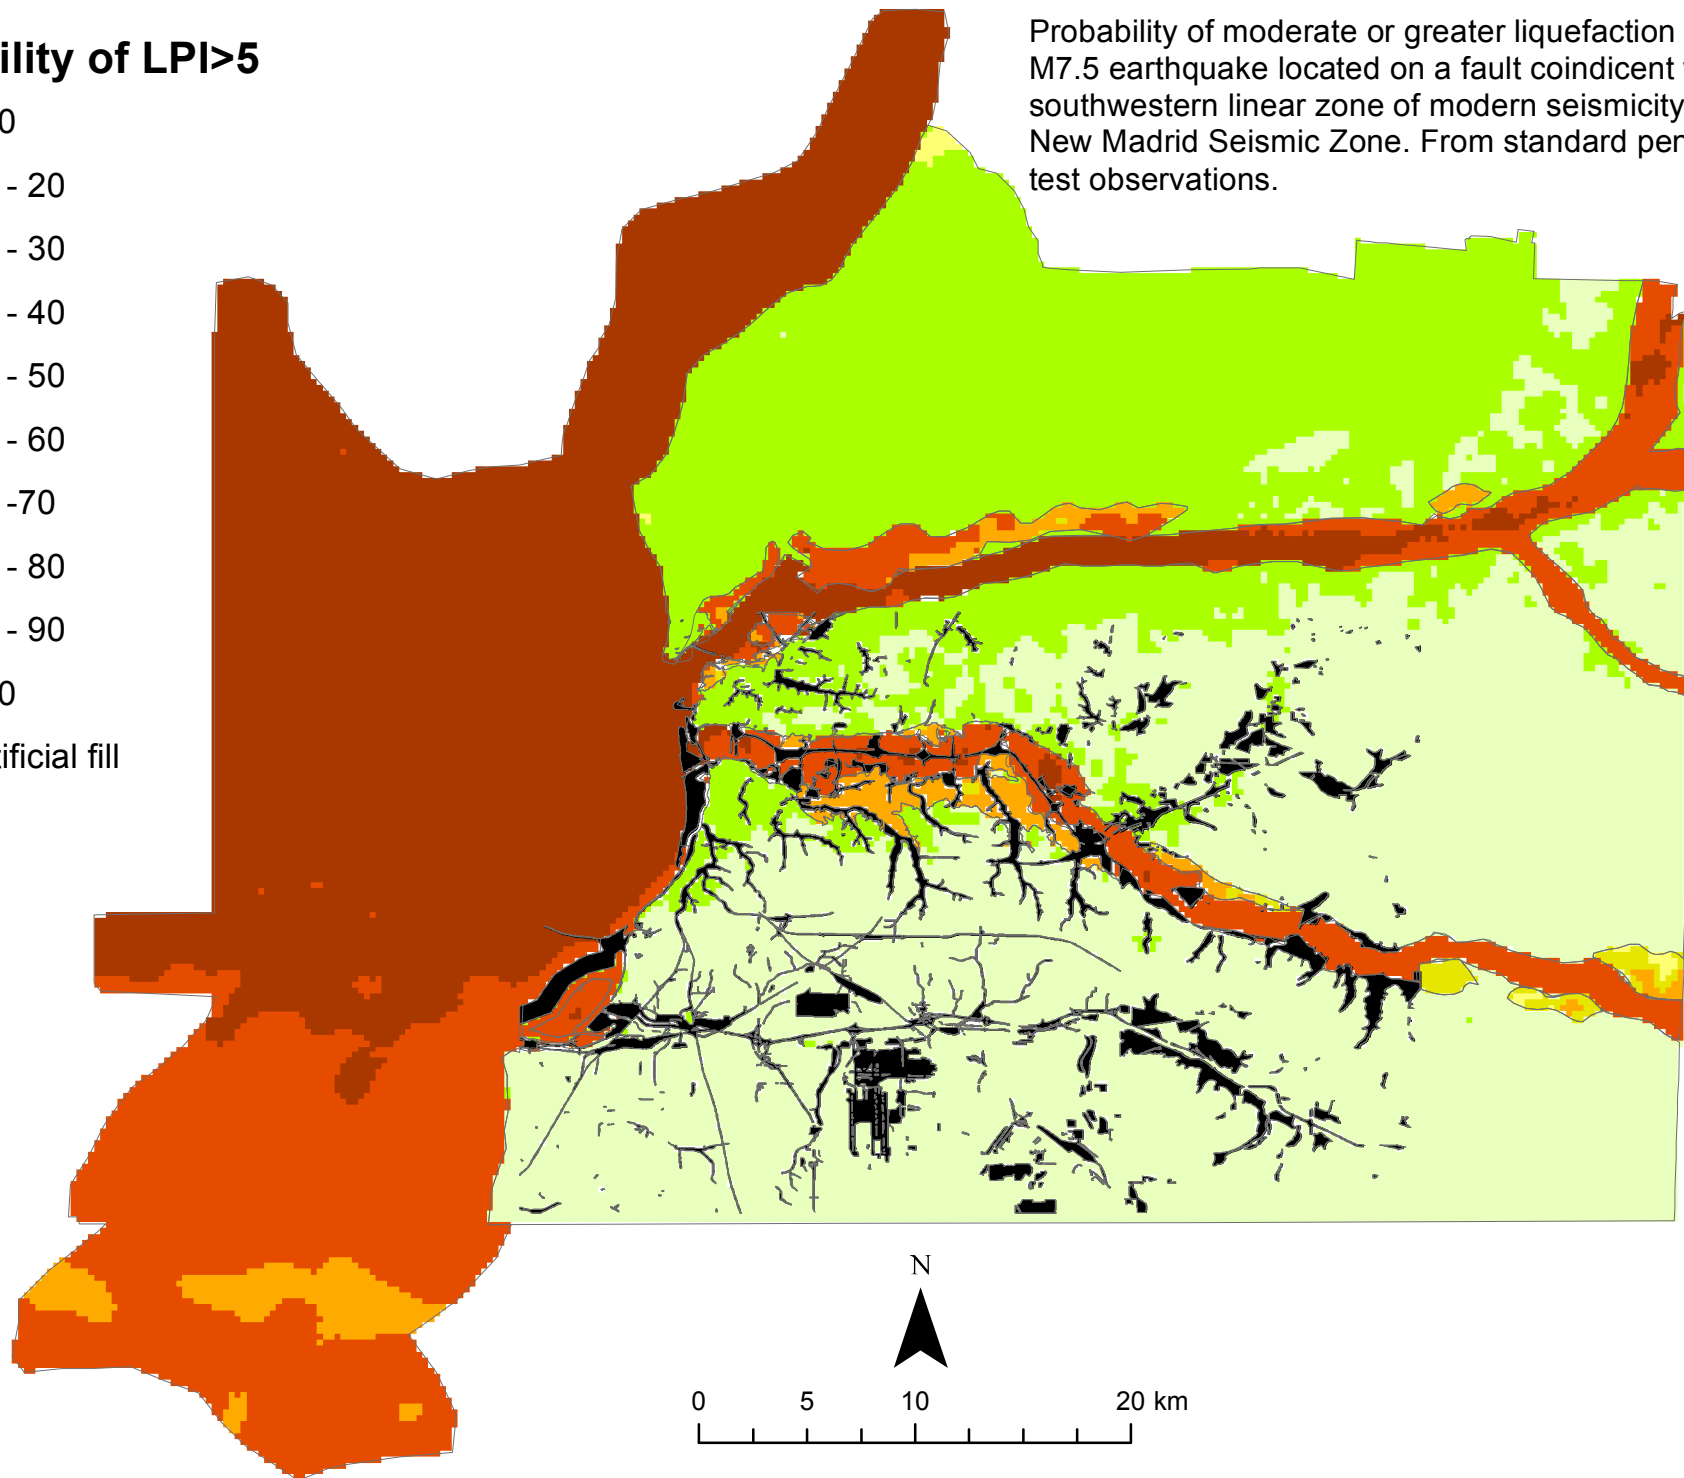 ility of LPI>5
0
- 20
- 30
- 40
- 50
- 60
-70
- 80
- 90
0
ificial fill
Probability of moderate or greater liquefaction
M7.5 earthquake located on a fault coindicent
southwestern linear zone of modern seismicity
New Madrid Seismic Zone. From standard pen
test observations.
N
0 5 10 20 km